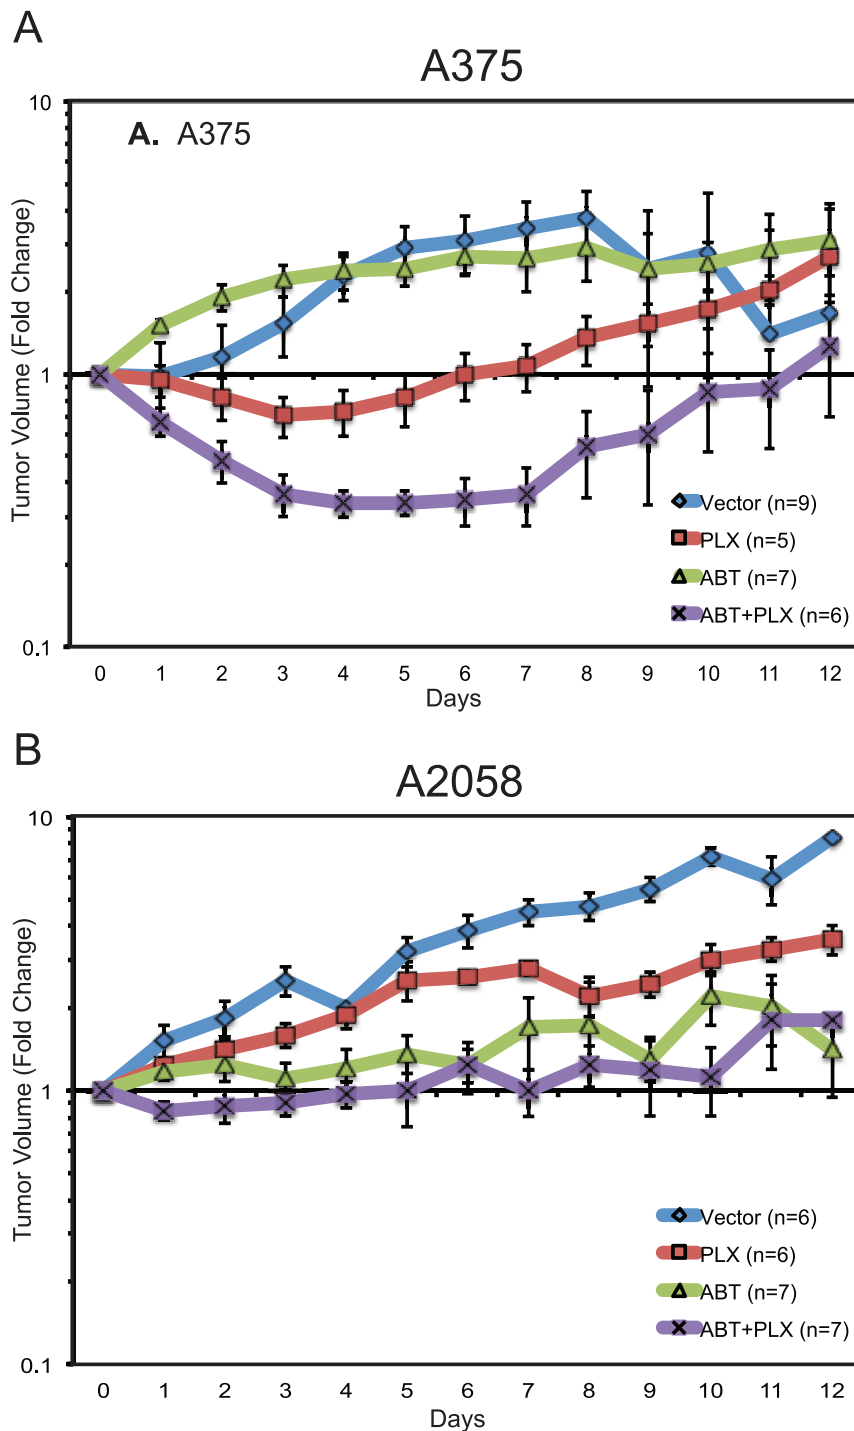 A
A375
A. A375
Tumor Volume (Fold Change)
10
1
0.1
Vector (n=9)
PLX (n=5)
ABT (n=7)
ABT+PLX (n=6)
0 1 2 3 4 5 6 7 8 9 10 11 12
Days
B
A2058
Tumor Volume (Fold Change)
10
1
0.1
Vector (n=6)
PLX (n=6)
ABT (n=7)
ABT+PLX (n=7)
0 1 2 3 4 5 6 7 8 9 10 11 12
Days